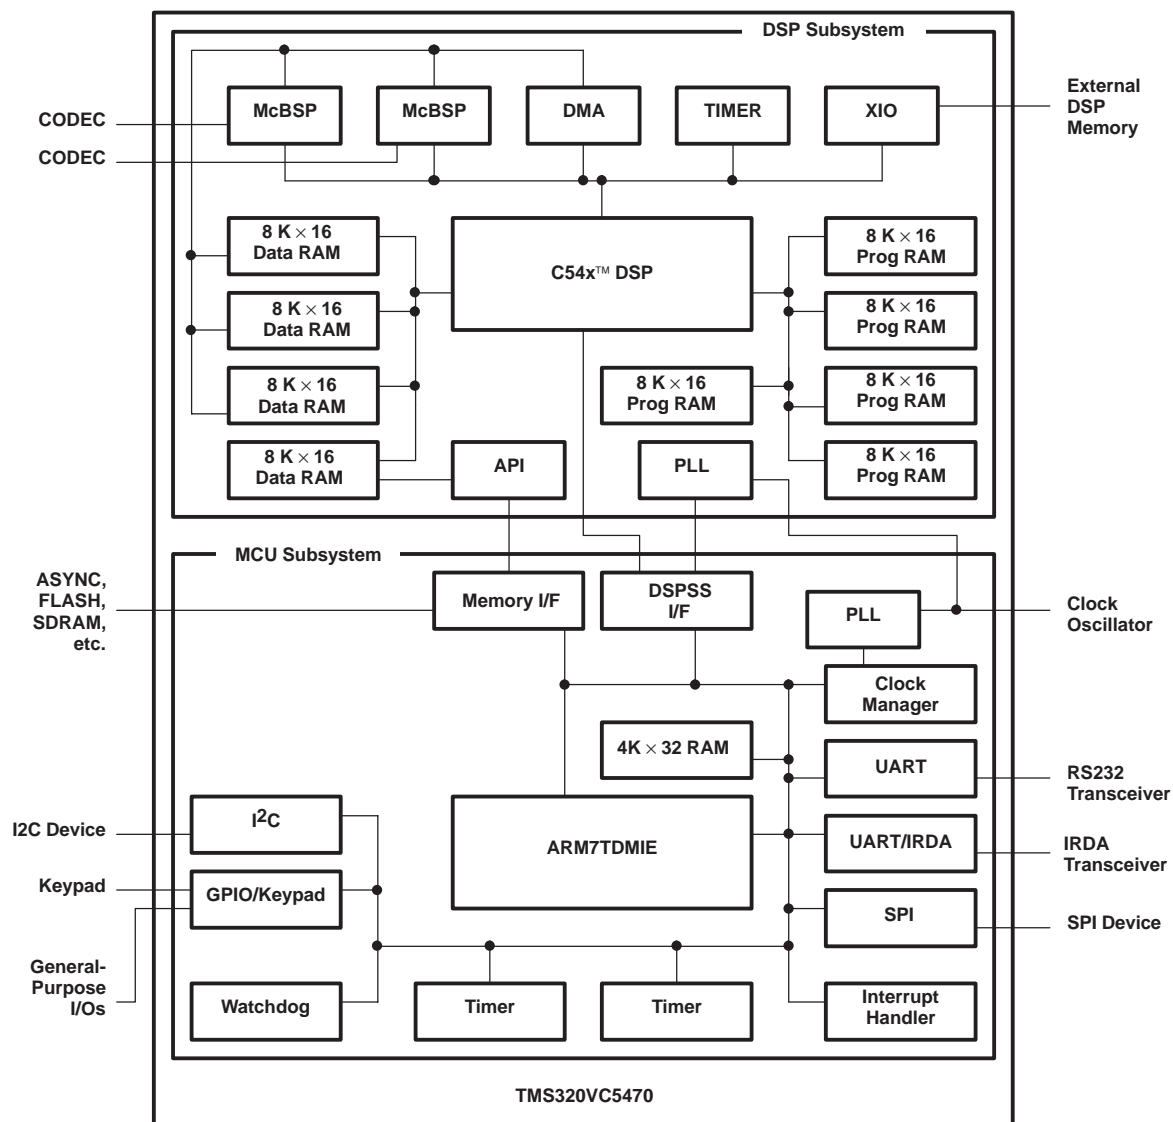 DSP Subsystem
McBSP
McBSP
DMA
TIMER
XIO
External
DSP
Memory
CODEC
CODEC
8 K × 16
Data RAM
8 K × 16
Data RAM
8 K × 16
Data RAM
8 K × 16
Data RAM
C54x™ DSP
8 K × 16
Prog RAM
8 K × 16
Prog RAM
8 K × 16
Prog RAM
8 K × 16
Prog RAM
8 K × 16
Prog RAM
API
PLL
MCU Subsystem
ASYNC,
FLASH,
SDRAM,
etc.
Memory I/F
DSPSS
I/F
PLL
Clock
Oscillator
Clock
Manager
4K × 32 RAM
UART
RS232
Transceiver
I2C Device
I²C
ARM7TDMIE
UART/IRDA
IRDA
Transceiver
Keypad
GPIO/Keypad
SPI
SPI Device
General-
Purpose
I/Os
Watchdog
Timer
Timer
Interrupt
Handler
TMS320VC5470